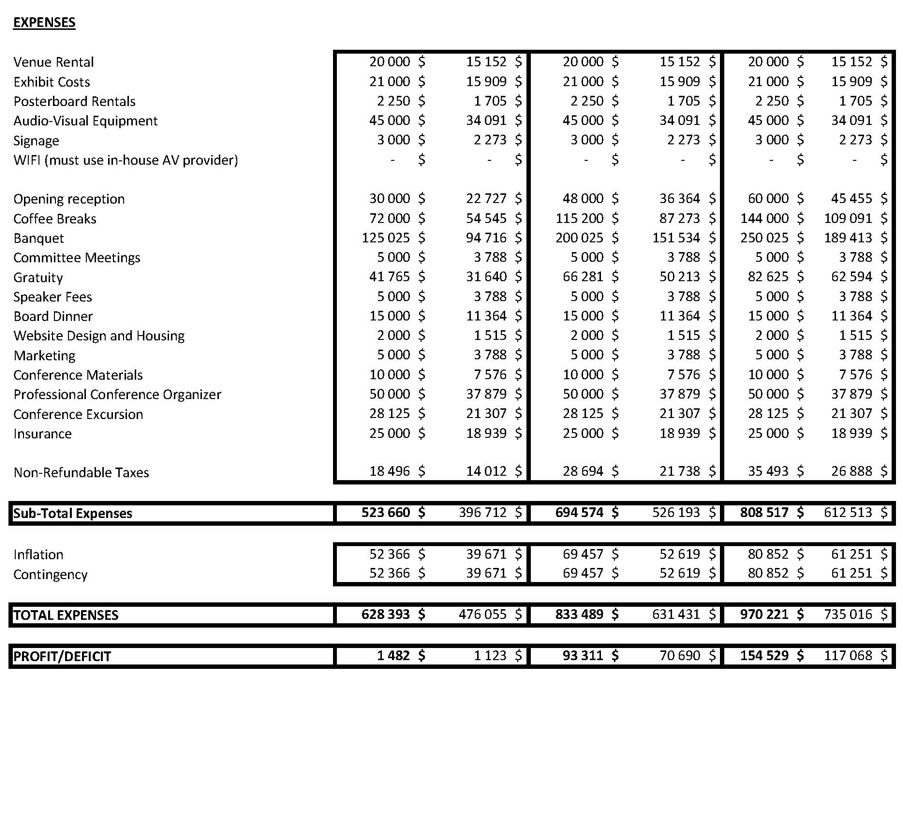 EXPENSES
Venue Rental 20 000 $ 15 152 $ 20 000 $ 15 152 $ 20 000 $ 15 152 $
Exhibit Costs 21 000 $ 15 909 $ 21 000 $ 15 909 $ 21 000 $ 15 909 $
Posterboard Rentals 2 250 $ 1 705 $ 2 250 $ 1 705 $ 2 250 $ 1 705 $
Audio-Visual Equipment 45 000 $ 34 091 $ 45 000 $ 34 091 $ 45 000 $ 34 091 $
Signage 3 000 $ 2 273 $ 3 000 $ 2 273 $ 3 000 $ 2 273 $
WIFI (must use in-house AV provider) - $ - $ - $ - $ - $ - $
Opening reception 30 000 $ 22 727 $ 48 000 $ 36 364 $ 60 000 $ 45 455 $
Coffee Breaks 72 000 $ 54 545 $ 115 200 $ 87 273 $ 144 000 $ 109 091 $
Banquet 125 025 $ 94 716 $ 200 025 $ 151 534 $ 250 025 $ 189 413 $
Committee Meetings 5 000 $ 3 788 $ 5 000 $ 3 788 $ 5 000 $ 3 788 $
Gratuity 41 765 $ 31 640 $ 66 281 $ 50 213 $ 82 625 $ 62 594 $
Speaker Fees 5 000 $ 3 788 $ 5 000 $ 3 788 $ 5 000 $ 3 788 $
Board Dinner 15 000 $ 11 364 $ 15 000 $ 11 364 $ 15 000 $ 11 364 $
Website Design and Housing 2 000 $ 1 515 $ 2 000 $ 1 515 $ 2 000 $ 1 515 $
Marketing 5 000 $ 3 788 $ 5 000 $ 3 788 $ 5 000 $ 3 788 $
Conference Materials 10 000 $ 7 576 $ 10 000 $ 7 576 $ 10 000 $ 7 576 $
Professional Conference Organizer 50 000 $ 37 879 $ 50 000 $ 37 879 $ 50 000 $ 37 879 $
Conference Excursion 28 125 $ 21 307 $ 28 125 $ 21 307 $ 28 125 $ 21 307 $
Insurance 25 000 $ 18 939 $ 25 000 $ 18 939 $ 25 000 $ 18 939 $
Non-Refundable Taxes 18 496 $ 14 012 $ 28 694 $ 21 738 $ 35 493 $ 26 888 $
Sub-Total Expenses 523 660 $ 396 712 $ 694 574 $ 526 193 $ 808 517 $ 612 513 $
Inflation 52 366 $ 39 671 $ 69 457 $ 52 619 $ 80 852 $ 61 251 $
Contingency 52 366 $ 39 671 $ 69 457 $ 52 619 $ 80 852 $ 61 251 $
TOTAL EXPENSES 628 393 $ 476 055 $ 833 489 $ 631 431 $ 970 221 $ 735 016 $
PROFIT/DEFICIT 1 482 $ 1 123 $ 93 311 $ 70 690 $ 154 529 $ 117 068 $